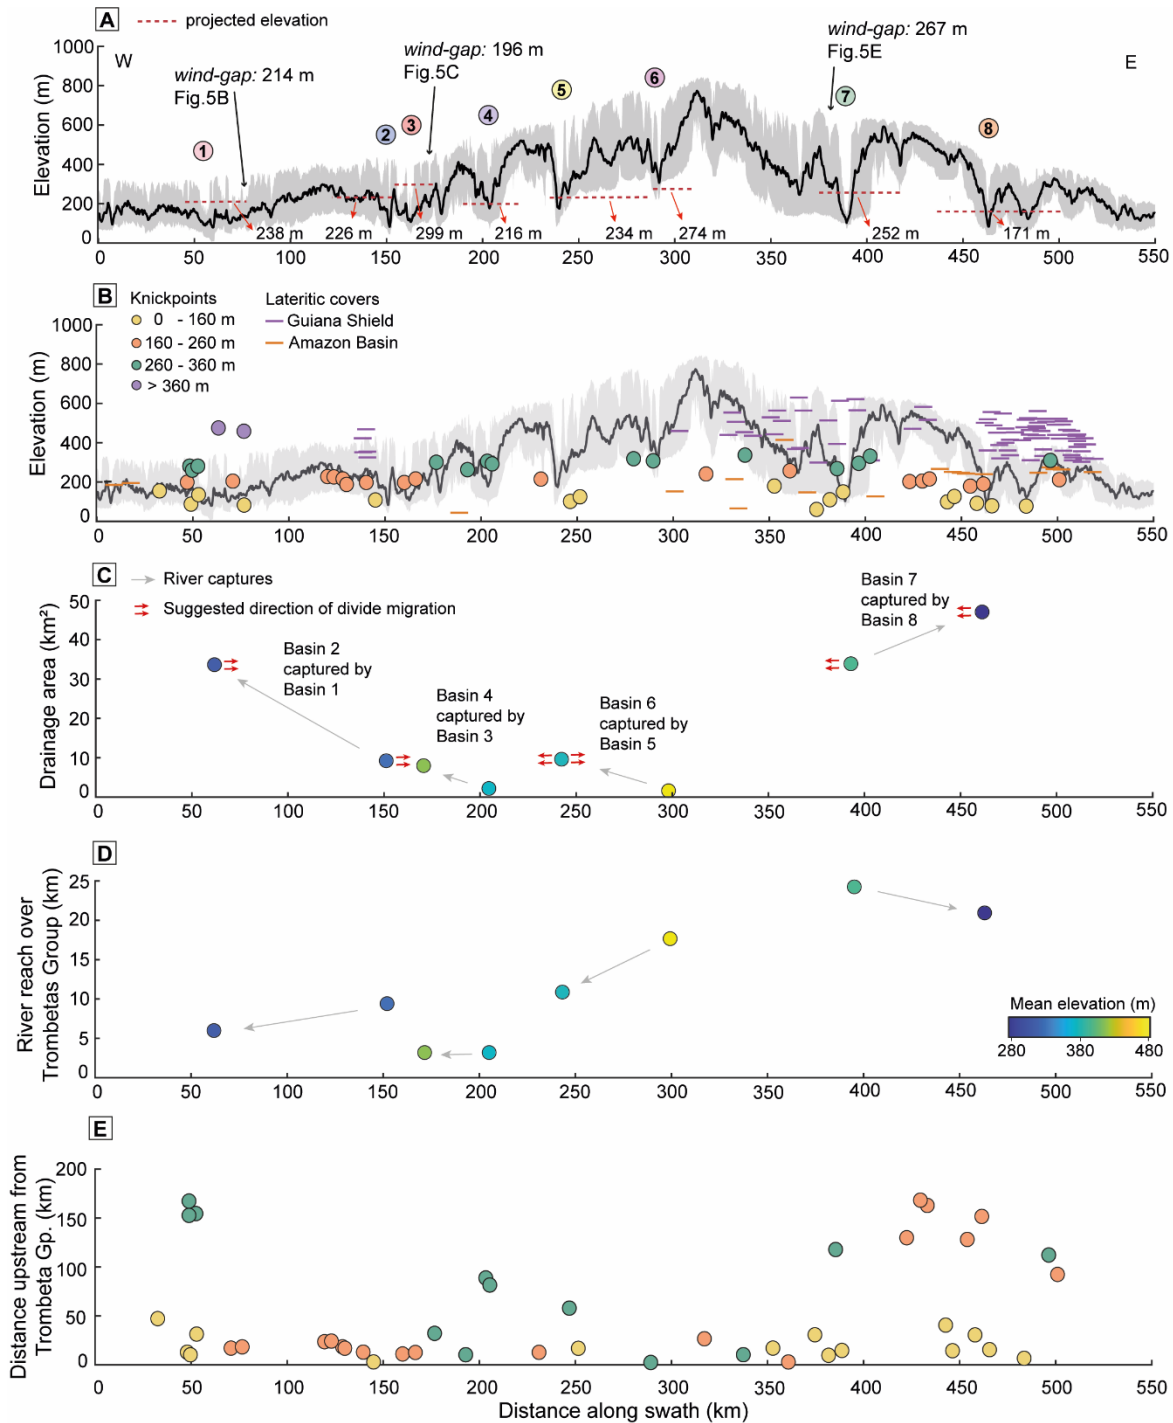 A
projected elevation
W
E
wind-gap: 214 m
Fig.5B
wind-gap: 196 m
Fig.5C
wind-gap: 267 m
Fig.5E
1
2
3
4
5
6
7
8
Elevation (m)
1000
800
600
400
200
0
238 m
226 m
299 m
216 m
234 m
274 m
252 m
171 m
0 50 100 150 200 250 300 350 400 450 500 550
B
Knickpoints
0 - 160 m
160 - 260 m
260 - 360 m
> 360 m
Lateritic covers
Guiana Shield
Amazon Basin
Elevation (m)
1000
800
600
400
200
0
0 50 100 150 200 250 300 350 400 450 500 550
C
River captures
Suggested direction of divide migration
Basin 2
captured by
Basin 1
Basin 4
captured by
Basin 3
Basin 6
captured by
Basin 5
Basin 7
captured by
Basin 8
Drainage area (km²)
50
40
30
20
10
0
0 50 100 150 200 250 300 350 400 450 500 550
D
River reach over
Trombetas Group (km)
25
20
15
10
5
0
Mean elevation (m)
280 380 480
0 50 100 150 200 250 300 350 400 450 500 550
E
Distance upstream from
Trombeta Gp. (km)
200
150
100
50
0
0 50 100 150 200 250 300 350 400 450 500 550
Distance along swath (km)